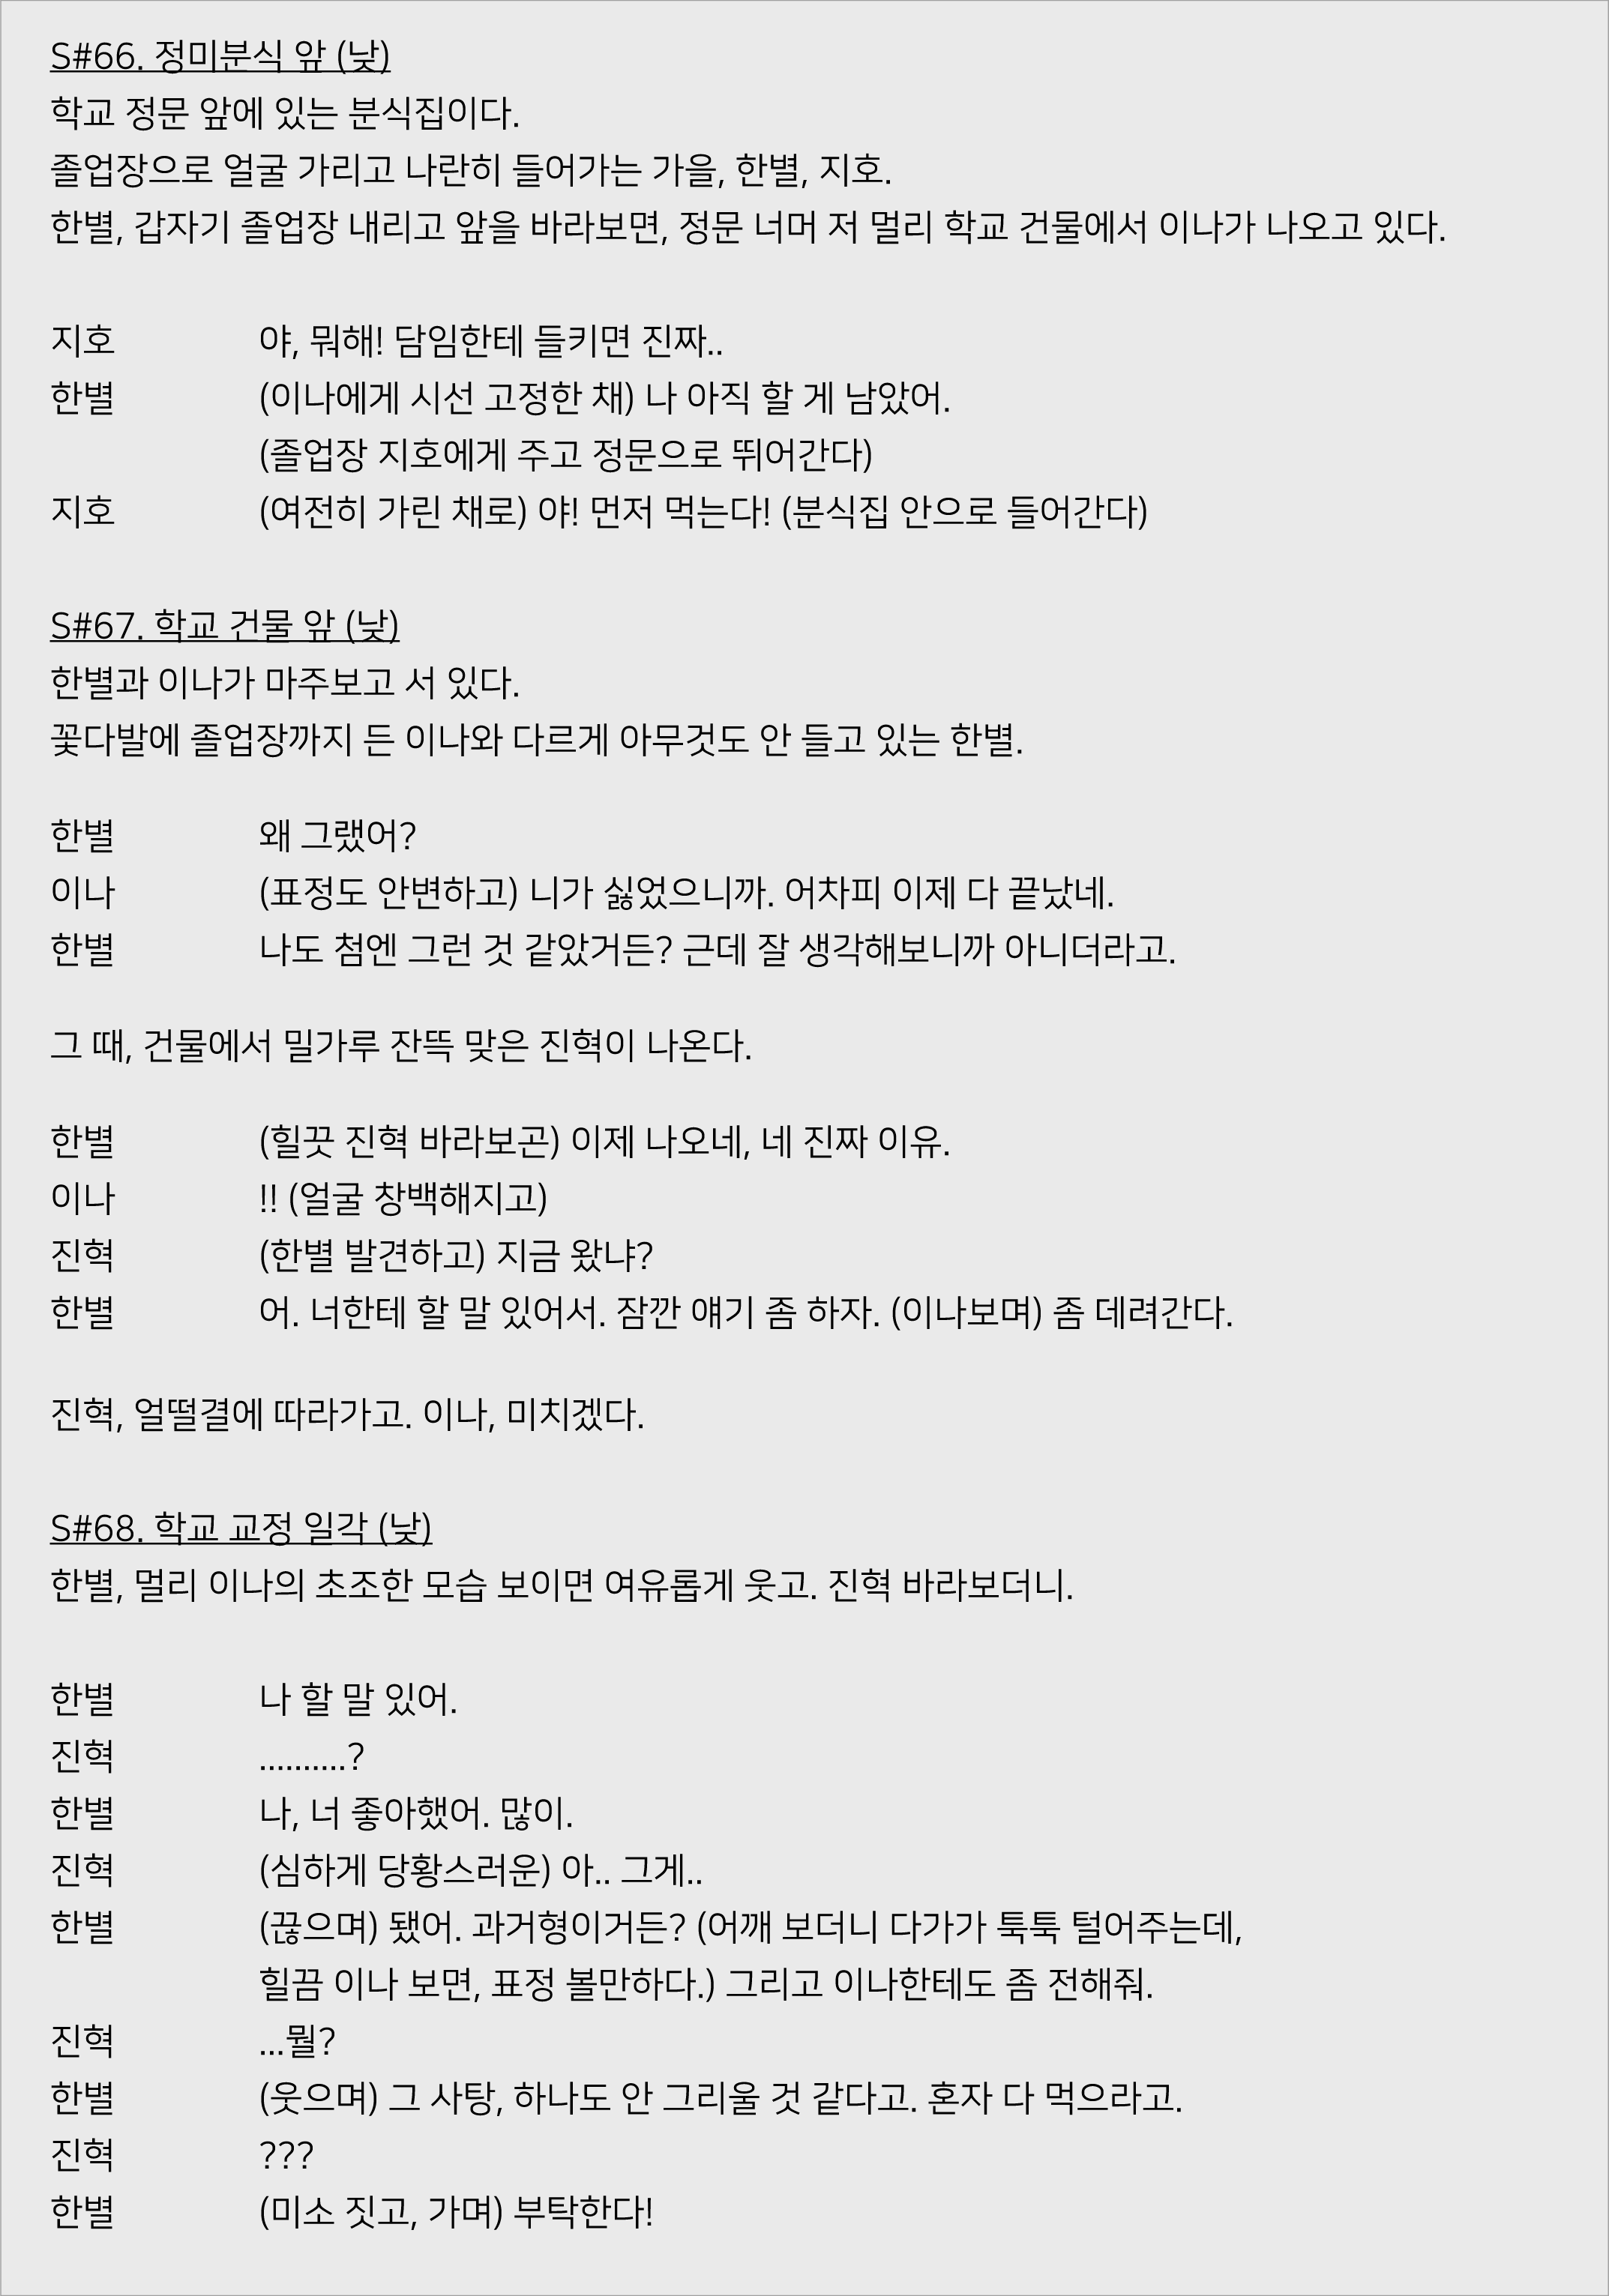 S#66. 정미분식 앞 (낮)
학교 정문 앞에 있는 분식집이다.
졸업장으로 얼굴 가리고 나란히 들어가는 가을, 한별, 지호.
한별, 갑자기 졸업장 내리고 앞을 바라보면, 정문 너머 저 멀리 학교 건물에서 이나가 나오고 있다.
지호 야, 뭐해! 담임한테 들키면 진짜..
한별 (이나에게 시선 고정한 채) 나 아직 할 게 남았어.
(졸업장 지호에게 주고 정문으로 뛰어간다)
지호 (여전히 가린 채로) 야! 먼저 먹는다! (분식집 안으로 들어간다)
S#67. 학교 건물 앞 (낮)
한별과 이나가 마주보고 서 있다.
꽃다발에 졸업장까지 든 이나와 다르게 아무것도 안 들고 있는 한별.
한별 왜 그랬어?
이나 (표정도 안변하고) 니가 싫었으니까. 어차피 이제 다 끝났네.
한별 나도 첨엔 그런 것 같았거든? 근데 잘 생각해보니까 아니더라고.
그 때, 건물에서 밀가루 잔뜩 맞은 진혁이 나온다.
한별 (힐끗 진혁 바라보곤) 이제 나오네, 네 진짜 이유.
이나 !! (얼굴 창백해지고)
진혁 (한별 발견하고) 지금 왔냐?
한별 어. 너한테 할 말 있어서. 잠깐 얘기 좀 하자. (이나보며) 좀 데려간다.
진혁, 얼떨결에 따라가고. 이나, 미치겠다.
S#68. 학교 교정 일각 (낮)
한별, 멀리 이나의 초조한 모습 보이면 여유롭게 웃고. 진혁 바라보더니.
한별 나 할 말 있어.
진혁 ..........?
한별 나, 너 좋아했어. 많이.
진혁 (심하게 당황스러운) 아.. 그게..
한별 (끊으며) 됐어. 과거형이거든? (어깨 보더니 다가가 툭툭 털어주는데,
힐끔 이나 보면, 표정 볼만하다.) 그리고 이나한테도 좀 전해줘.
진혁 ...뭘?
한별 (웃으며) 그 사탕, 하나도 안 그리울 것 같다고. 혼자 다 먹으라고.
진혁 ???
한별 (미소 짓고, 가며) 부탁한다!